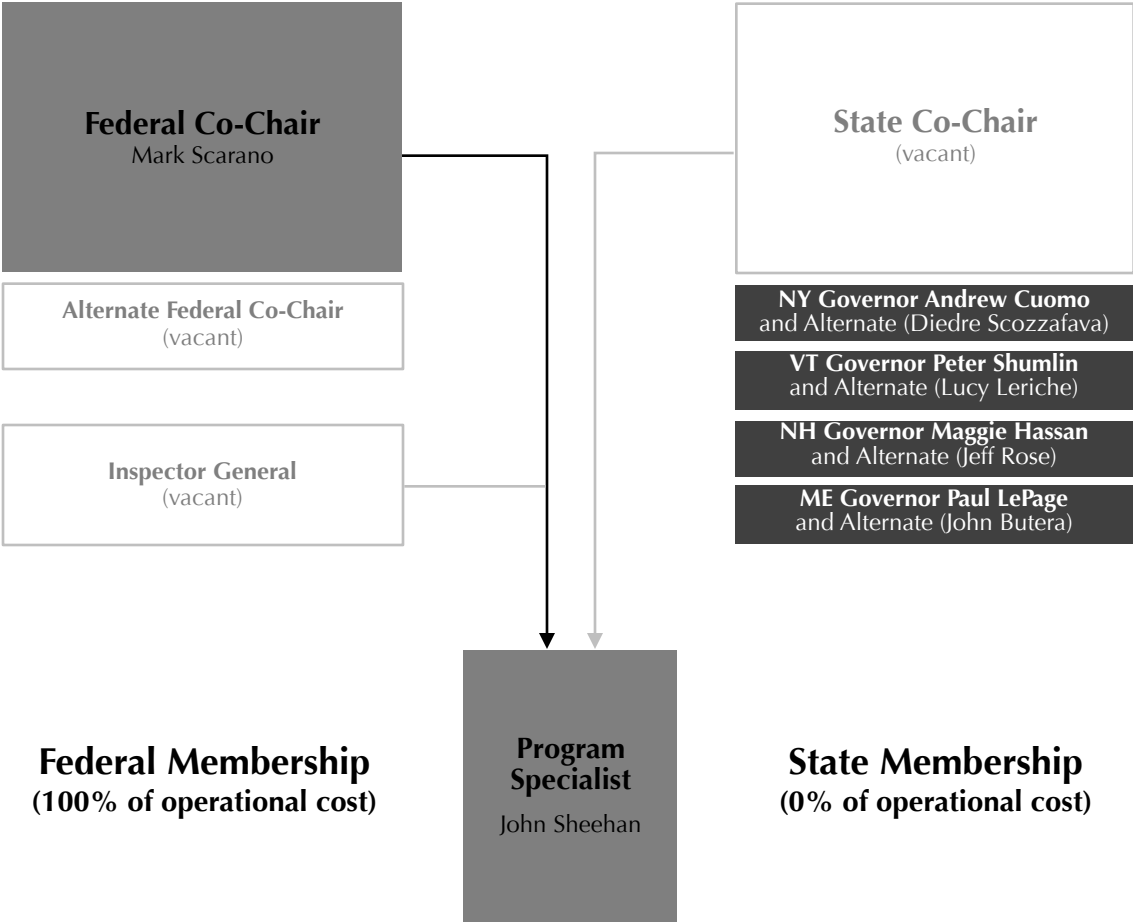 Federal Co-Chair
Mark Scarano
Alternate Federal Co-Chair
(vacant)
Inspector General
(vacant)
State Co-Chair
(vacant)
NY Governor Andrew Cuomo
and Alternate (Diedre Scozzafava)
VT Governor Peter Shumlin
and Alternate (Lucy Leriche)
NH Governor Maggie Hassan
and Alternate (Jeff Rose)
ME Governor Paul LePage
and Alternate (John Butera)
Federal Membership
(100% of operational cost)
Program
Specialist
John Sheehan
State Membership
(0% of operational cost)